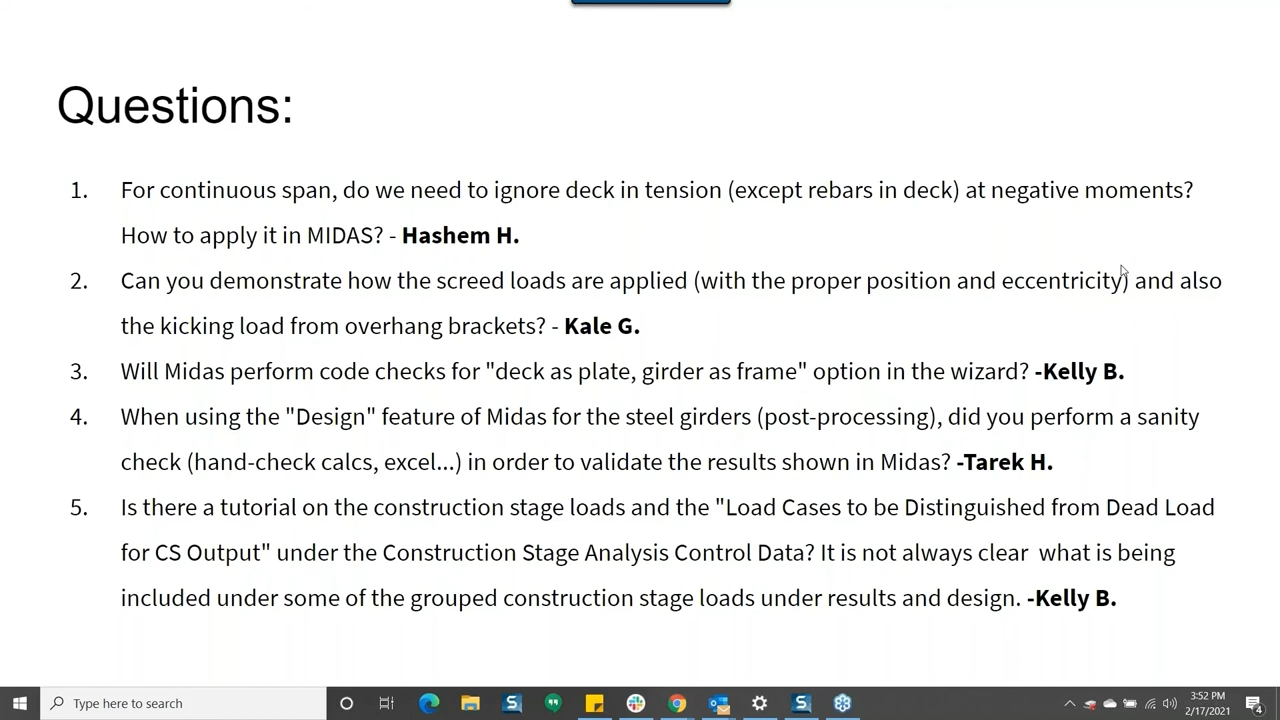 Questions:
1. For continuous span, do we need to ignore deck in tension (except rebars in deck) at negative moments?
How to apply it in MIDAS? - Hashem H.
2. Can you demonstrate how the screed loads are applied (with the proper position and eccentricity) and also
the kicking load from overhang brackets? - Kale G.
3. Will Midas perform code checks for "deck as plate, girder as frame" option in the wizard? -Kelly B.
4. When using the "Design" feature of Midas for the steel girders (post-processing), did you perform a sanity
check (hand-check calcs, excel...) in order to validate the results shown in Midas? -Tarek H.
5. Is there a tutorial on the construction stage loads and the "Load Cases to be Distinguished from Dead Load
for CS Output" under the Construction Stage Analysis Control Data? It is not always clear what is being
included under some of the grouped construction stage loads under results and design. -Kelly B.
Type here to search
3:52 PM
2/17/2021
4